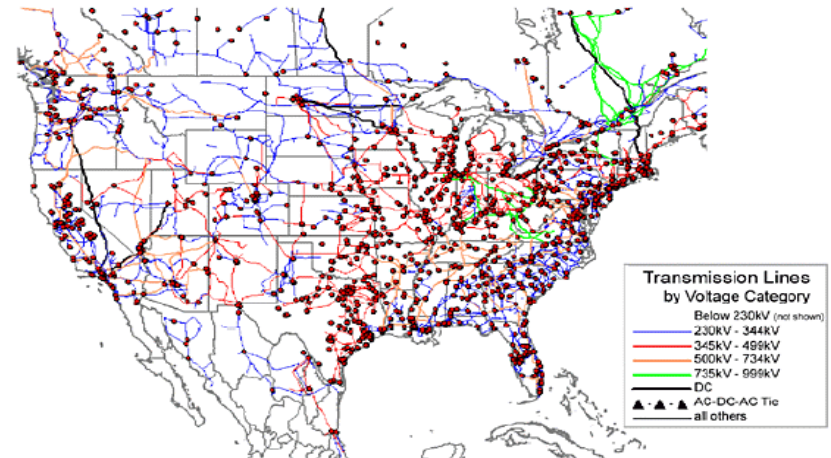 Transmission Lines
by Voltage Category
Below 230kV (not shown)
230kV - 344kV
345kV - 499kV
500kV - 734kV
735kV - 999kV
DC
AC-DC-AC Tie
all others